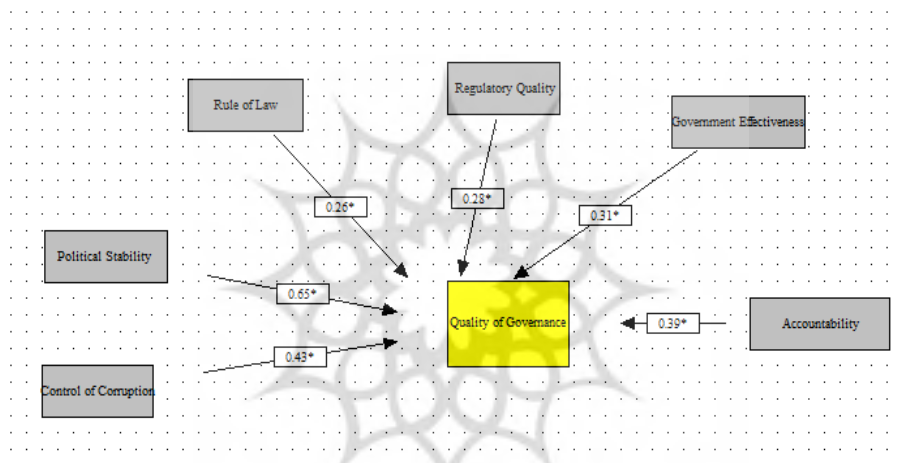 Regulatory Quality
Rule of Law
Government Effectiveness
0.26*
0.28*
0.31*
Political Stability
0.65*
Quality of Governance
0.39*
Accountability
0.43*
Control of Corruption